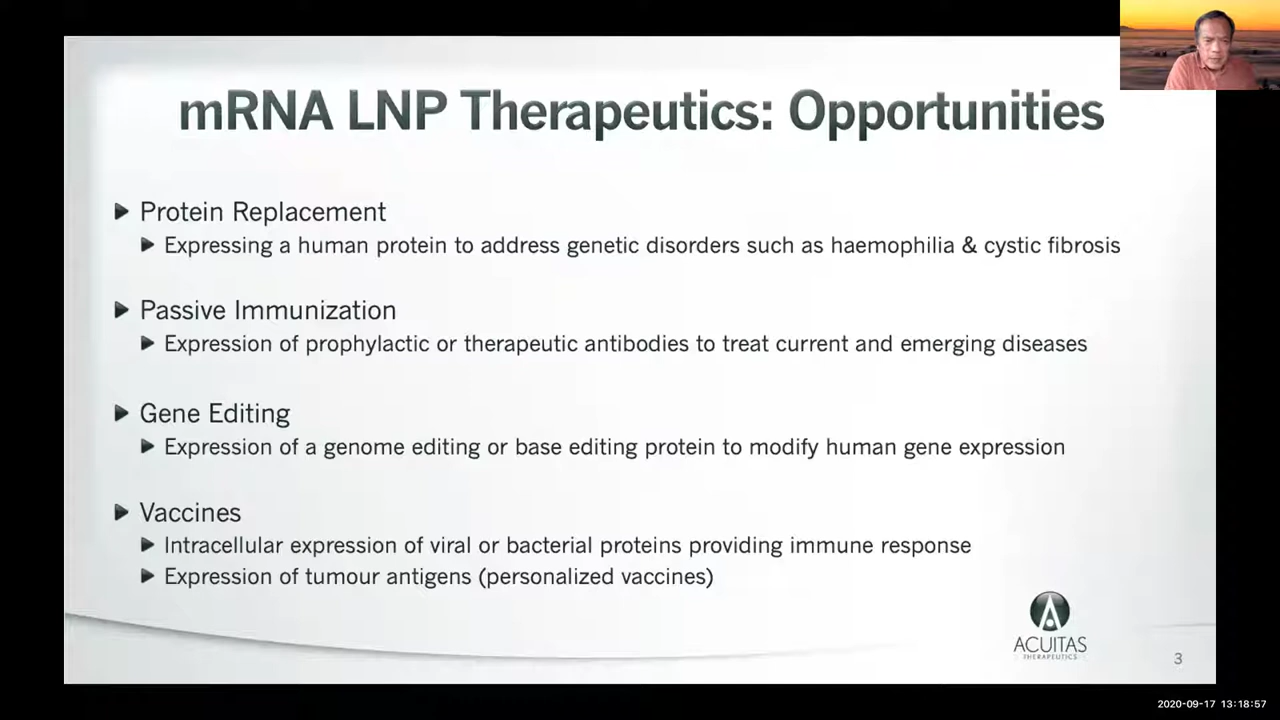 mRNA LNP Therapeutics: Opportunities
Protein Replacement
Expressing a human protein to address genetic disorders such as haemophilia & cystic fibrosis
Passive Immunization
Expression of prophylactic or therapeutic antibodies to treat current and emerging diseases
Gene Editing
Expression of a genome editing or base editing protein to modify human gene expression
Vaccines
Intracellular expression of viral or bacterial proteins providing immune response
Expression of tumour antigens (personalized vaccines)
ACUITAS
THERAPEUTICS
3
2020-09-17 13:18:57